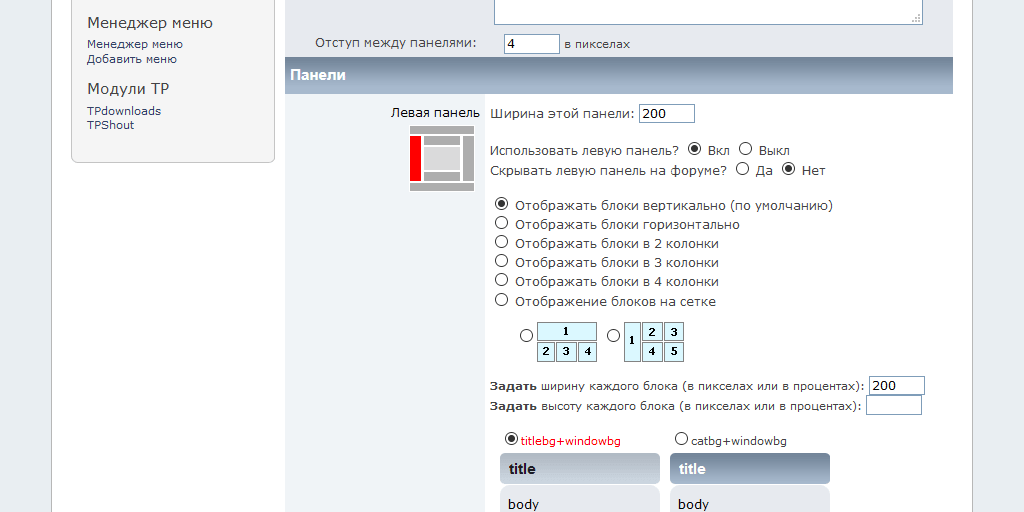 Менеджер меню
Менеджер меню
Добавить меню
Модули TP
TPdownloads
TPShout
Отступ между панелями: 4 в пикселах
Панели
Левая панель
Ширина этой панели: 200
Использовать левую панель? Вкл Выкл
Скрывать левую панель на форуме? Да Нет
Отображать блоки вертикально (по умолчанию)
Отображать блоки горизонтально
Отображать блоки в 2 колонки
Отображать блоки в 3 колонки
Отображать блоки в 4 колонки
Отображение блоков на сетке
1 1 2 3
2 3 4 4 5
Задать ширину каждого блока (в пикселах или в процентах): 200
Задать высоту каждого блока (в пикселах или в процентах):
titlebg+windowbg catbg+windowbg
title title
body body